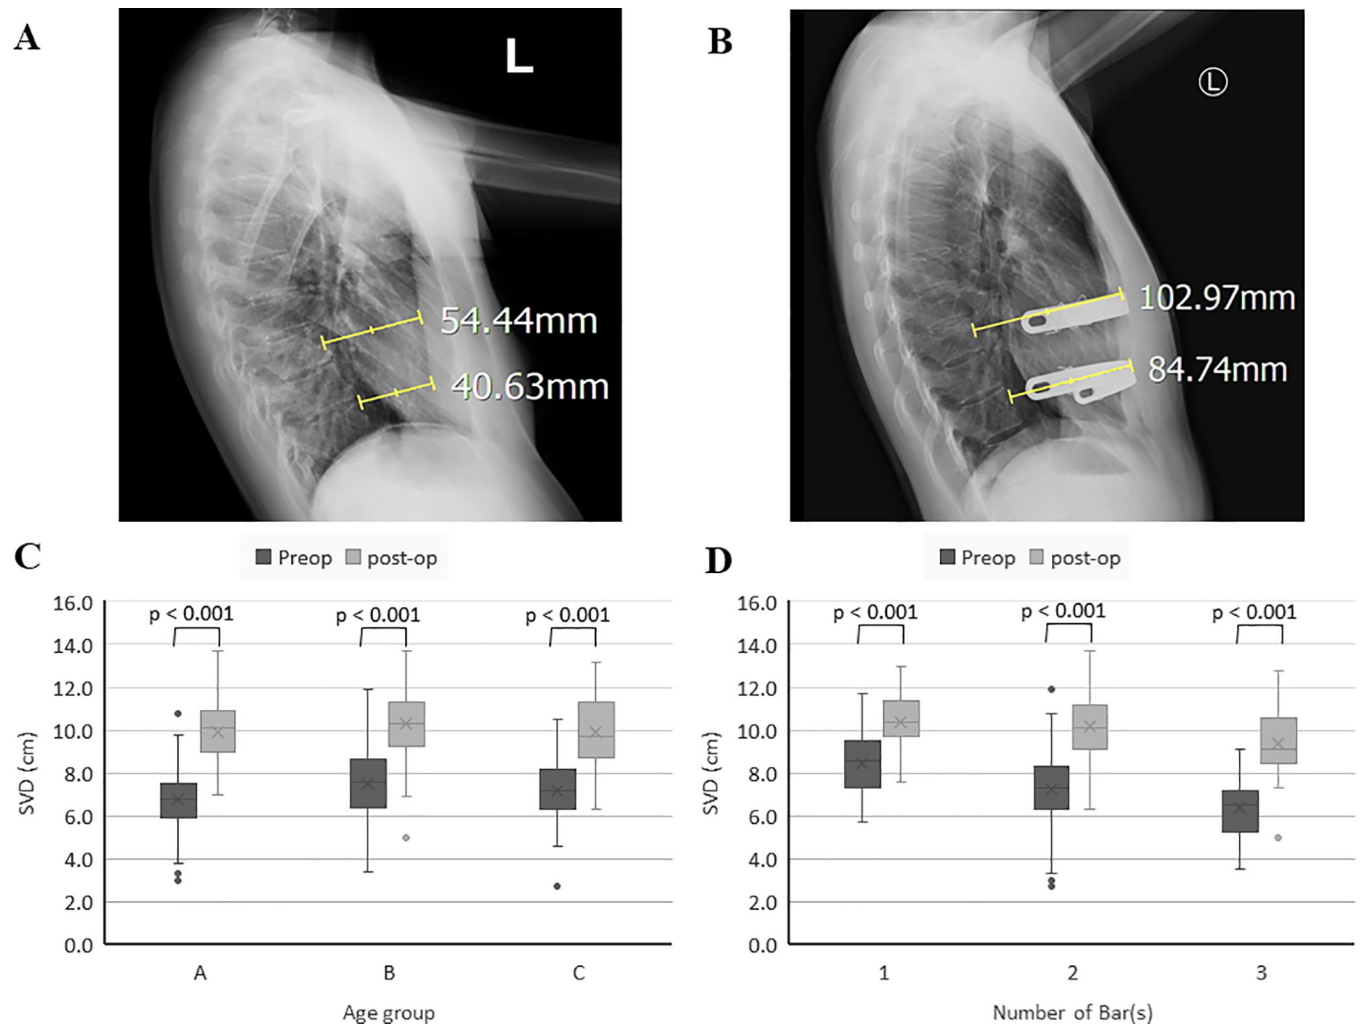 A
L
54.44mm
40.63mm
B
L
102.97mm
84.74mm
C
Preop post-op
16.0
14.0
12.0
10.0
8.0
6.0
4.0
2.0
0.0
SVD (cm)
p < 0.001 p < 0.001 p < 0.001
A B C
Age group
D
Preop post-op
16.0
14.0
12.0
10.0
8.0
6.0
4.0
2.0
0.0
SVD (cm)
p < 0.001 p < 0.001 p < 0.001
1 2 3
Number of Bar(s)